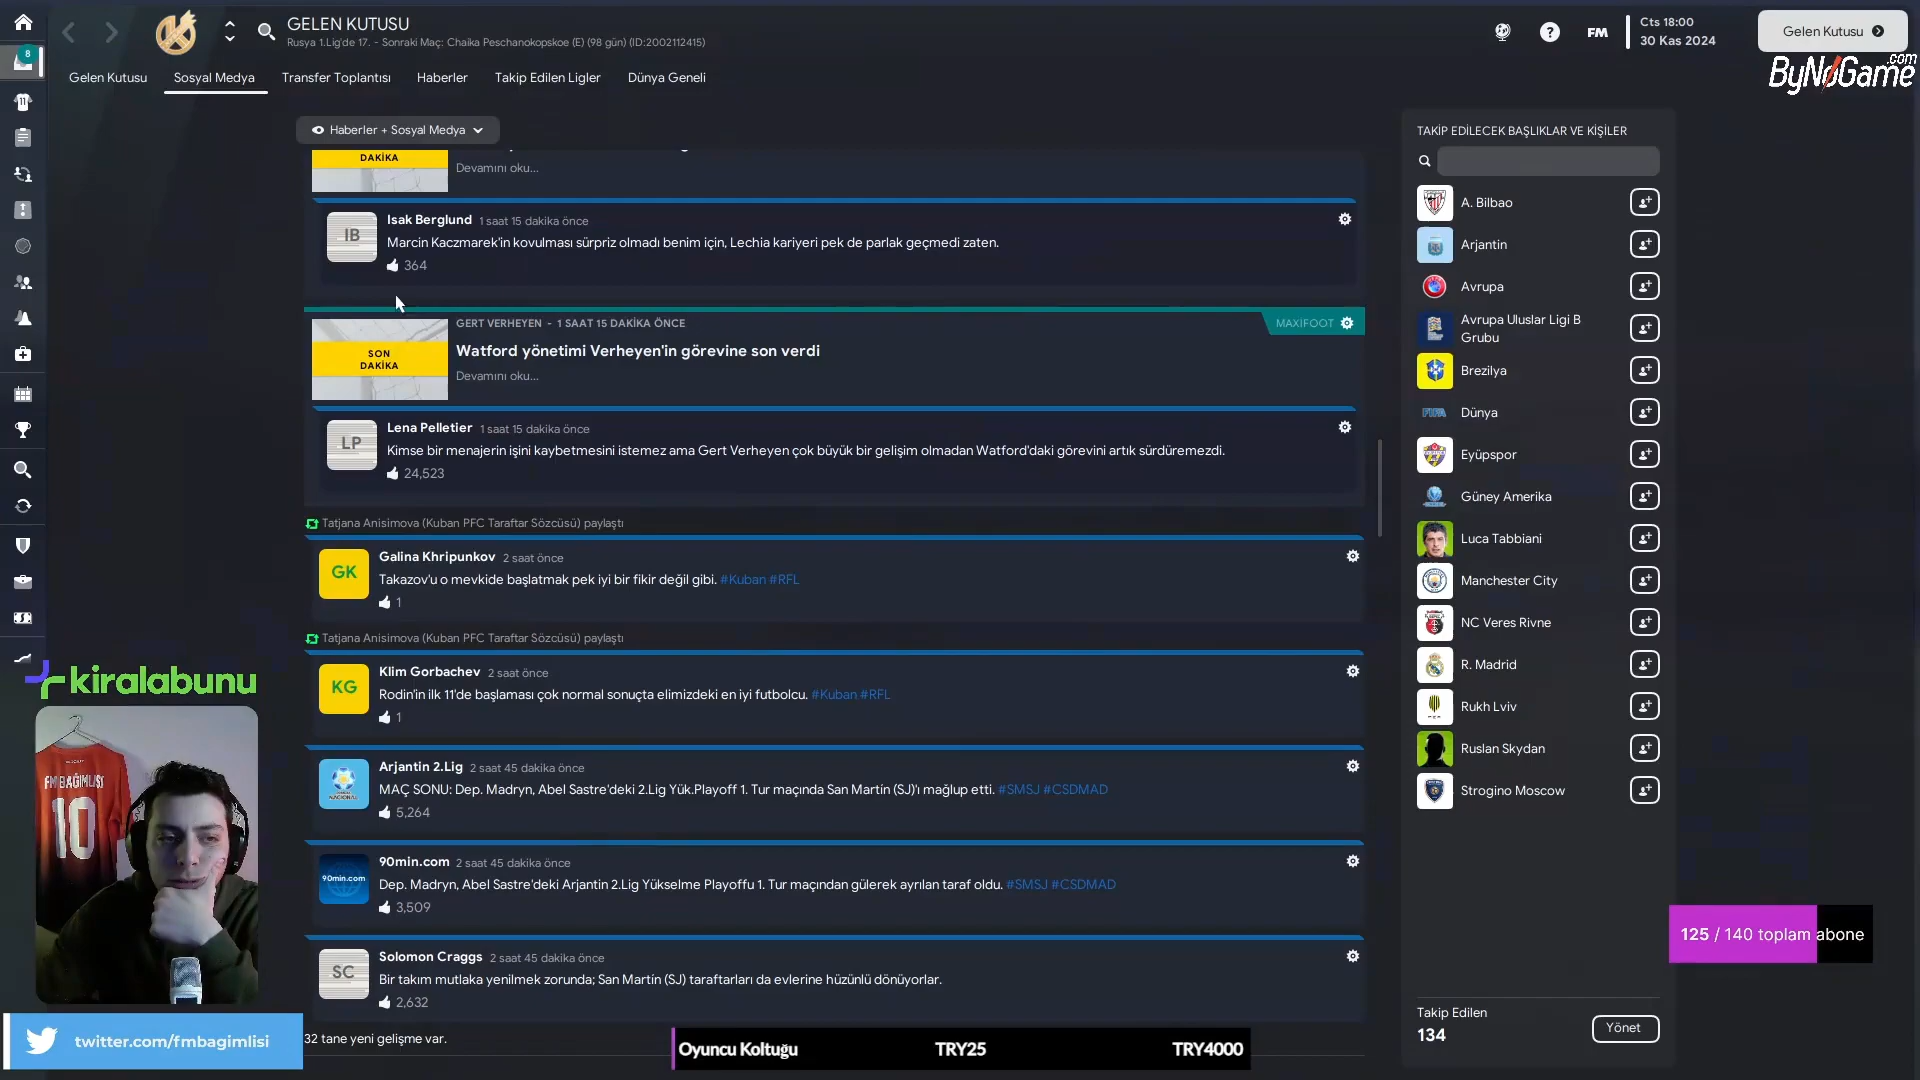 GELEN KUTUSU
Rusya 1.Lig'de 17. - Sonraki Maç: Chaika Peschanokopskoe (E) (98 gün) (ID:2002112415)
FM
Cts 18:00
30 Kas 2024
Gelen Kutusu
ByNoGame.com
8
Gelen Kutusu
Sosyal Medya
Transfer Toplantısı
Haberler
Takip Edilen Ligler
Dünya Geneli
Haberler + Sosyal Medya
DAKİKA
Devamını oku...
IB
Isak Berglund 1 saat 15 dakika önce
Marcin Kaczmarek'in kovulması sürpriz olmadı benim için, Lechia kariyeri pek de parlak geçmedi zaten.
364
GERT VERHEYEN - 1 SAAT 15 DAKİKA ÖNCE
MAXIFOOT
SON
DAKİKA
Watford yönetimi Verheyen'in görevine son verdi
Devamını oku...
LP
Lena Pelletier 1 saat 15 dakika önce
Kimse bir menajerin işini kaybetmesini istemez ama Gert Verheyen çok büyük bir gelişim olmadan Watford'daki görevini artık sürdüremezdi.
24,523
Tatjana Anisimova (Kuban PFC Taraftar Sözcüsü) paylaştı
GK
Galina Khripunkov 2 saat önce
Takazov'u o mevkide başlatmak pek iyi bir fikir değil gibi. #Kuban #RFL
1
Tatjana Anisimova (Kuban PFC Taraftar Sözcüsü) paylaştı
KG
Klim Gorbachev 2 saat önce
Rodin'in ilk 11'de başlaması çok normal sonuçta elimizdeki en iyi futbolcu. #Kuban #RFL
1
Arjantin 2.Lig 2 saat 45 dakika önce
MAÇ SONU: Dep. Madryn, Abel Sastre'deki 2.Lig Yük.Playoff 1. Tur maçında San Martín (SJ)'ı mağlup etti. #SMSJ #CSDMAD
5,264
90min.com
90min.com 2 saat 45 dakika önce
Dep. Madryn, Abel Sastre'deki Arjantin 2.Lig Yükselme Playoffu 1. Tur maçından gülerek ayrılan taraf oldu. #SMSJ #CSDMAD
3,509
SC
Solomon Craggs 2 saat 45 dakika önce
Bir takım mutlaka yenilmek zorunda; San Martín (SJ) taraftarları da evlerine hüzünlü dönüyorlar.
2,632
32 tane yeni gelişme var.
TAKİP EDİLECEK BAŞLIKLAR VE KİŞİLER
A. Bilbao
Arjantin
Avrupa
Avrupa Uluslar Ligi B
Grubu
Brezilya
FIFA
Dünya
Eyüpspor
Güney Amerika
Luca Tabbiani
Manchester City
NC Veres Rivne
R. Madrid
Rukh Lviv
Ruslan Skydan
Strogino Moscow
Takip Edilen
134
Yönet
125 / 140 toplam abone
kiralabunu
FM BAĞIMLISI
10
twitter.com/fmbagimlisi
Oyuncu Koltuğu
TRY25
TRY4000